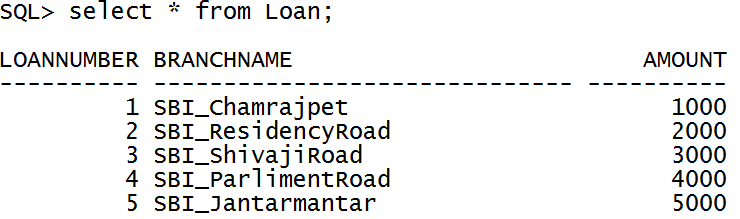 SQL> select * from Loan;
LOANNUMBER BRANCHNAME                     AMOUNT
---------- ------------------------------ ----------
         1 SBI_Chamrajpet                       1000
         2 SBI_ResidencyRoad                    2000
         3 SBI_ShivajiRoad                      3000
         4 SBI_ParlimentRoad                    4000
         5 SBI_Jantarmantar                     5000